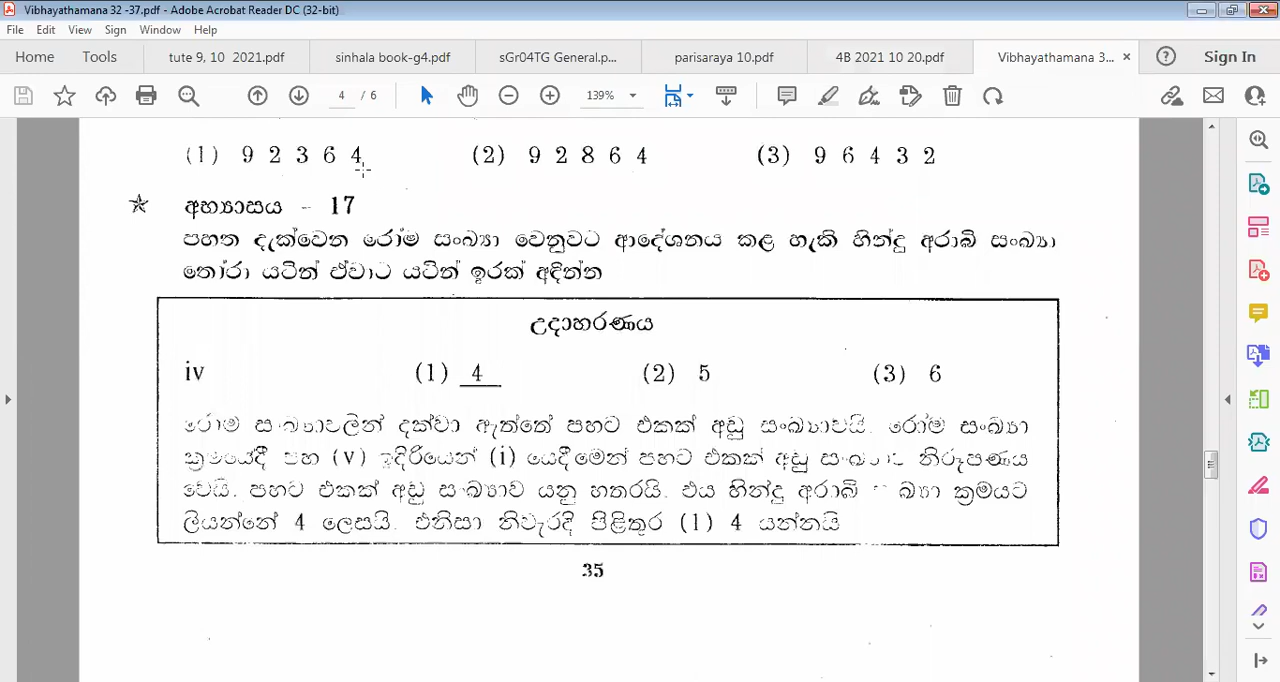 Vibhayathamana 32 -37.pdf - Adobe Acrobat Reader DC (32-bit)
File Edit View Sign Window Help
Home Tools tute 9, 10 2021.pdf sinhala book-g4.pdf sGr04TG General.p... parisaraya 10.pdf 4B 2021 10 20.pdf Vibhayathamana 3... × Sign In
4 / 6 139%
(1) 9 2 3 6 4 (2) 9 2 8 6 4 (3) 9 6 4 3 2
අභ්‍යාසය - 17
පහත දැක්වෙන රෝම සංඛ්‍යා වෙනුවට ආදේශනය කළ හැකි හින්දු අරාබි සංඛ්‍යා
තෝරා යටින් ඒවාට යටින් ඉරක් අඳින්න
උදාහරණය
iv (1) 4 (2) 5 (3) 6
රෝම සංඛ්‍යාවලින් දක්වා ඇත්තේ පහට එකක් අඩු සංඛ්‍යාවයි. රෝම සංඛ්‍යා
ක්‍රමයේදී පහ (v) ඉදිරියෙන් (i) යෙදීමෙන් පහට එකක් අඩු සංඛ්‍යාව නිරූපණය
වෙයි. පහට එකක් අඩු සංඛ්‍යාව යනු හතරයි. එය හින්දු අරාබි සංඛ්‍යා ක්‍රමයට
ලියන්නේ 4 ලෙසයි. එනිසා නිවැරදි පිළිතුර (1) 4 යන්නයි
35